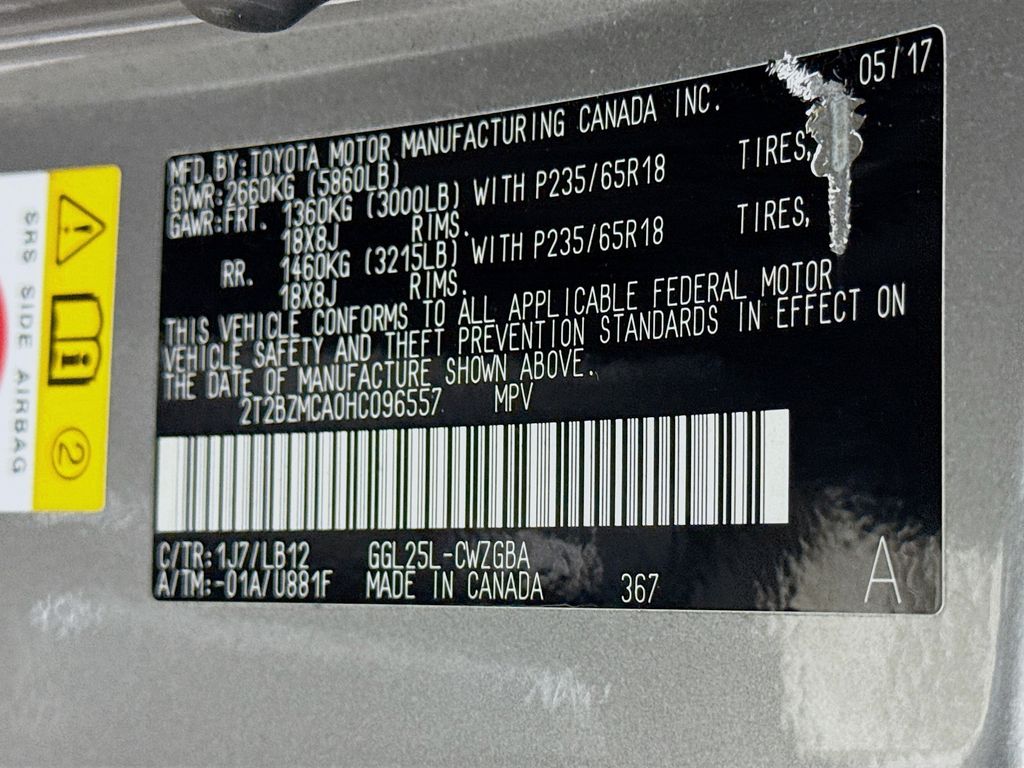 05/17
MFD.BY:TOYOTA MOTOR MANUFACTURING CANADA INC.
GVWR:2660KG (5860LB)
GAWR:FRT. 1360KG (3000LB) WITH P235/65R18 TIRES,
18X8J RIMS.
RR. 1460KG (3215LB) WITH P235/65R18 TIRES,
18X8J RIMS.
THIS VEHICLE CONFORMS TO ALL APPLICABLE FEDERAL MOTOR
VEHICLE SAFETY AND THEFT PREVENTION STANDARDS IN EFFECT ON
THE DATE OF MANUFACTURE SHOWN ABOVE.
2T2BZMCA0HC096557 MPV
C/TR:1J7/LB12 GGL25L-CWZGBA
A/TM:-01A/U881F MADE IN CANADA 367
A
SRS SIDE AIRBAG
2